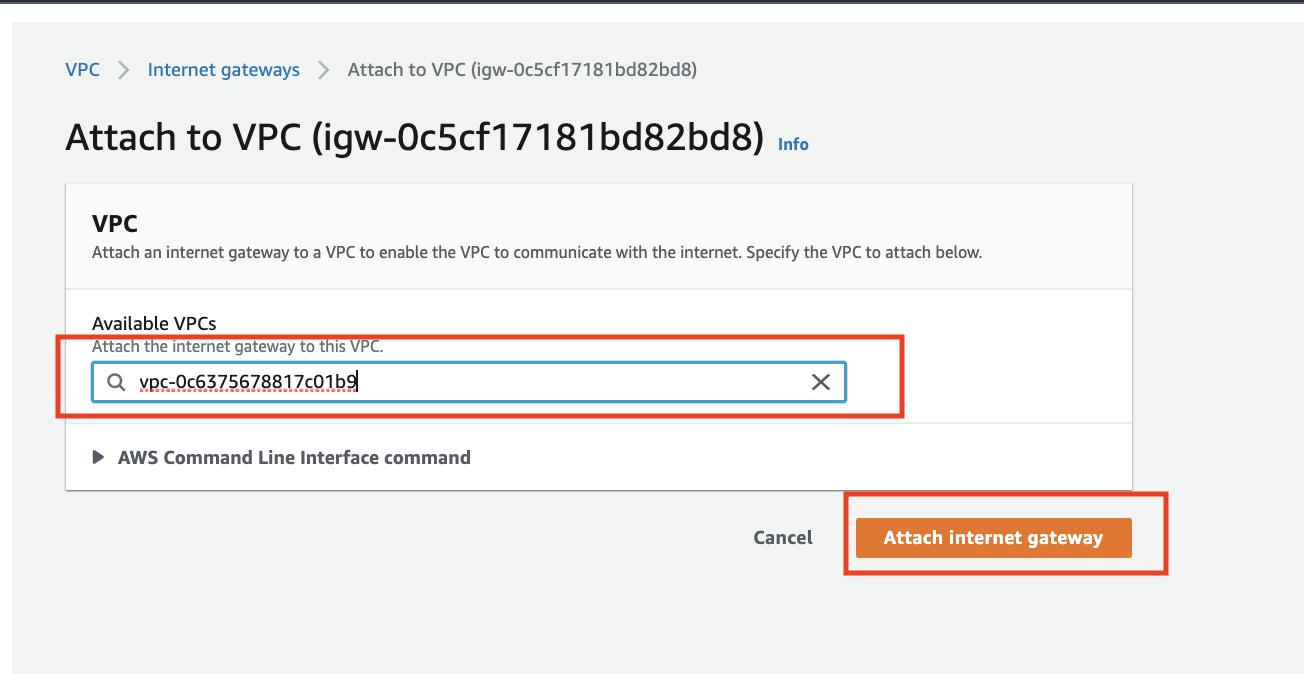 VPC > Internet gateways > Attach to VPC (igw-0c5cf17181bd82bd8)
Attach to VPC (igw-0c5cf17181bd82bd8) Info
VPC
Attach an internet gateway to a VPC to enable the VPC to communicate with the internet. Specify the VPC to attach below.
Available VPCs
Attach the internet gateway to this VPC.
vpc-0c6375678817c01b9
AWS Command Line Interface command
Cancel Attach internet gateway